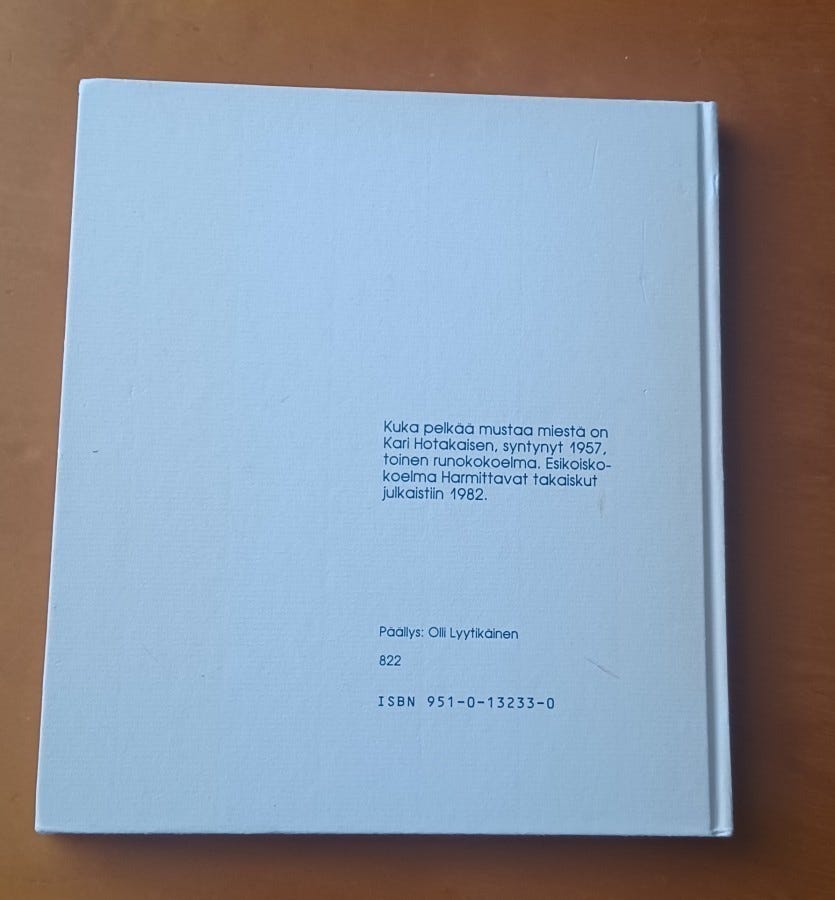 Kuka pelkää mustaa miestä on
Kari Hotakaisen, syntynyt 1957,
toinen runokokoelma. Esikoisko-
koelma Harmittavat takaiskut
julkaistiin 1982.
Päällys: Olli Lyytikäinen
822
ISBN 951-0-13233-0